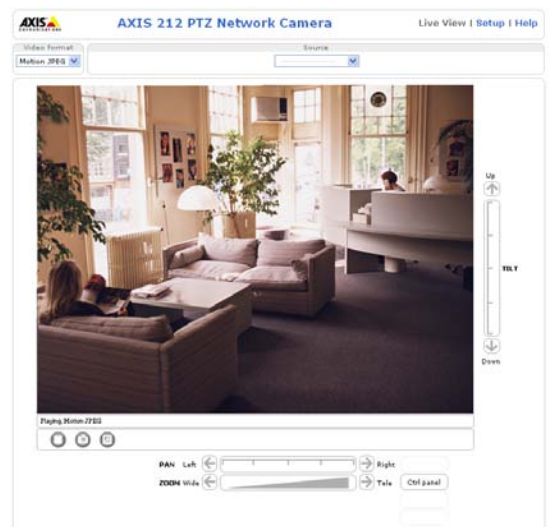 AXIS
COMMUNICATIONS
AXIS 212 PTZ Network Camera
Live View | Setup | Help
Video format
Source
Motion JPEG
Up
TILT
Down
Playing, Motion JPEG
PAN Left Right
ZOOM Wide Tele
Ctrl panel